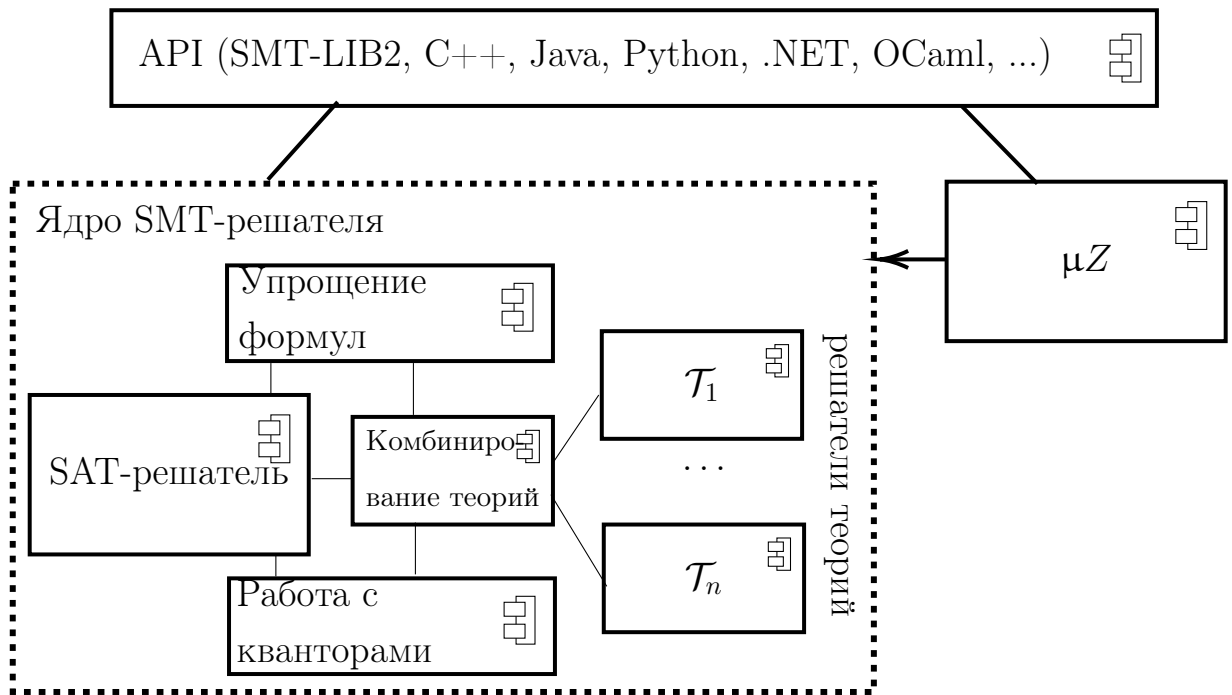 API (SMT-LIB2, C++, Java, Python, .NET, OCaml, ...)
Ядро SMT-решателя
μZ
Упрощение
формул
SAT-решатель
Комбиниро-
вание теорий
Работа с
кванторами
𝒯₁
...
𝒯ₙ
решатели теорий